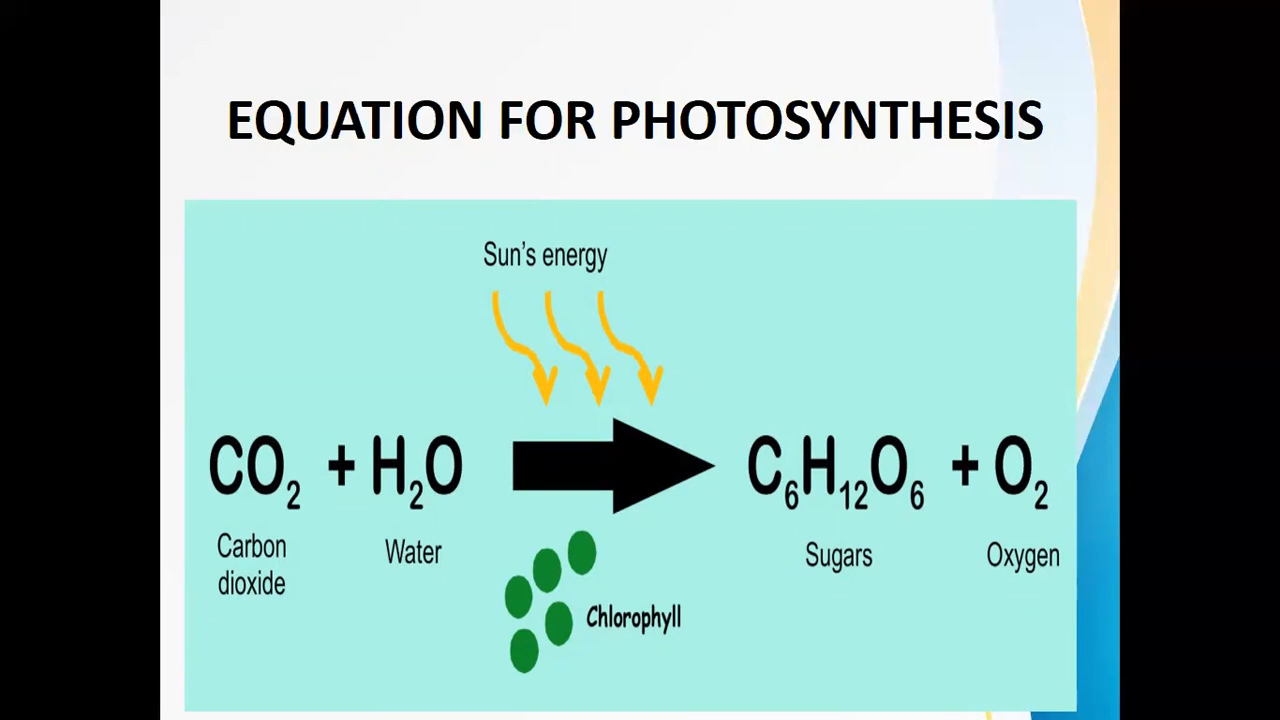 EQUATION FOR PHOTOSYNTHESIS
Sun's energy
CO₂ + H₂O C₆H₁₂O₆ + O₂
Carbon dioxide Water Sugars Oxygen
Chlorophyll